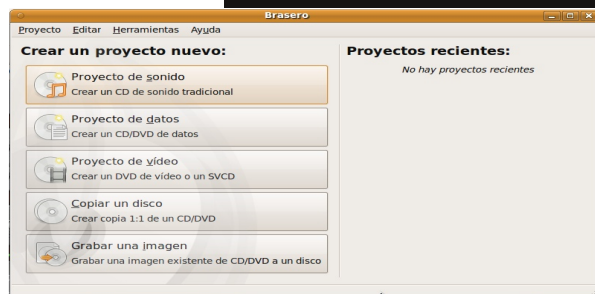 Brasero
Proyecto Editar Herramientas Ayuda
Crear un proyecto nuevo:
Proyecto de sonido
Crear un CD de sonido tradicional
Proyecto de datos
Crear un CD/DVD de datos
Proyecto de vídeo
Crear un DVD de vídeo o un SVCD
Copiar un disco
Crear copia 1:1 de un CD/DVD
Grabar una imagen
Grabar una imagen existente de CD/DVD a un disco
Proyectos recientes:
No hay proyectos recientes